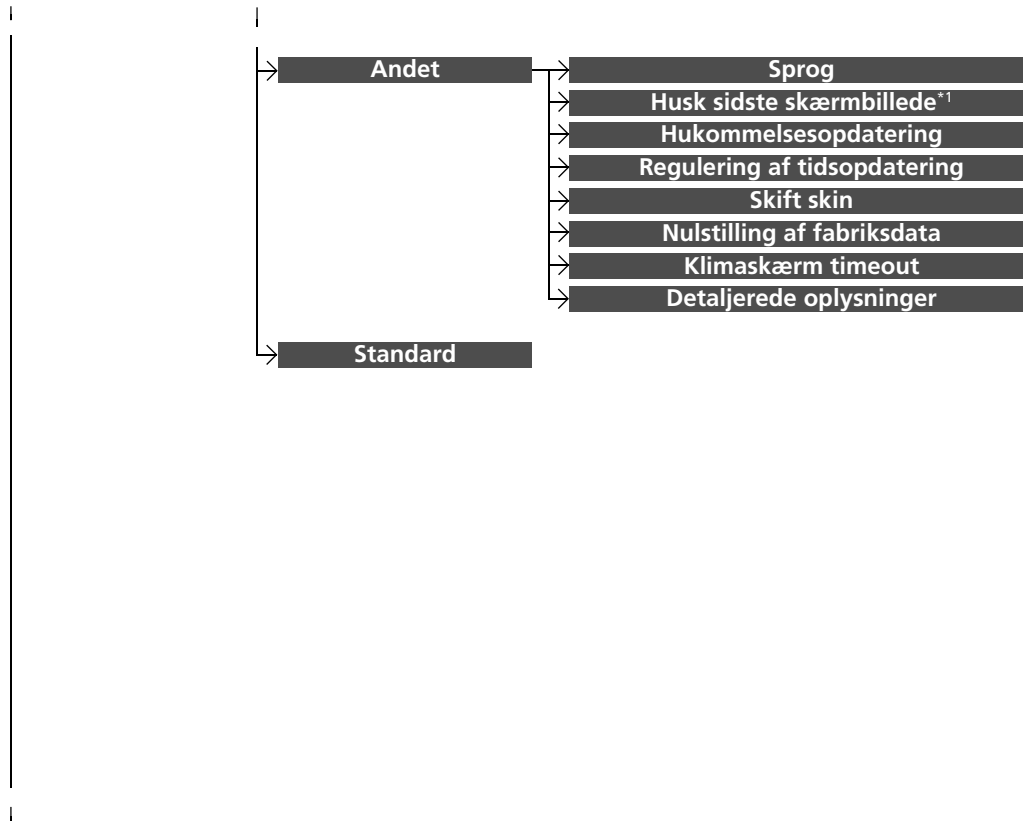 Andet
Sprog
Husk sidste skærmbillede*1
Hukommelsesopdatering
Regulering af tidsopdatering
Skift skin
Nulstilling af fabriksdata
Klimaskærm timeout
Detaljerede oplysninger
Standard